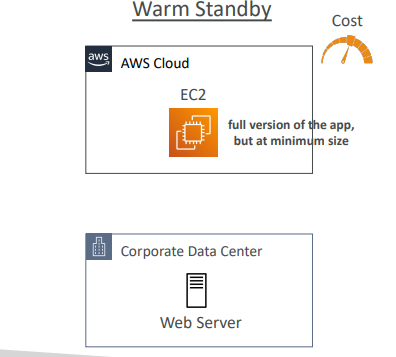 Warm Standby
Cost
aws
AWS Cloud
EC2
full version of the app,
but at minimum size
Corporate Data Center
Web Server